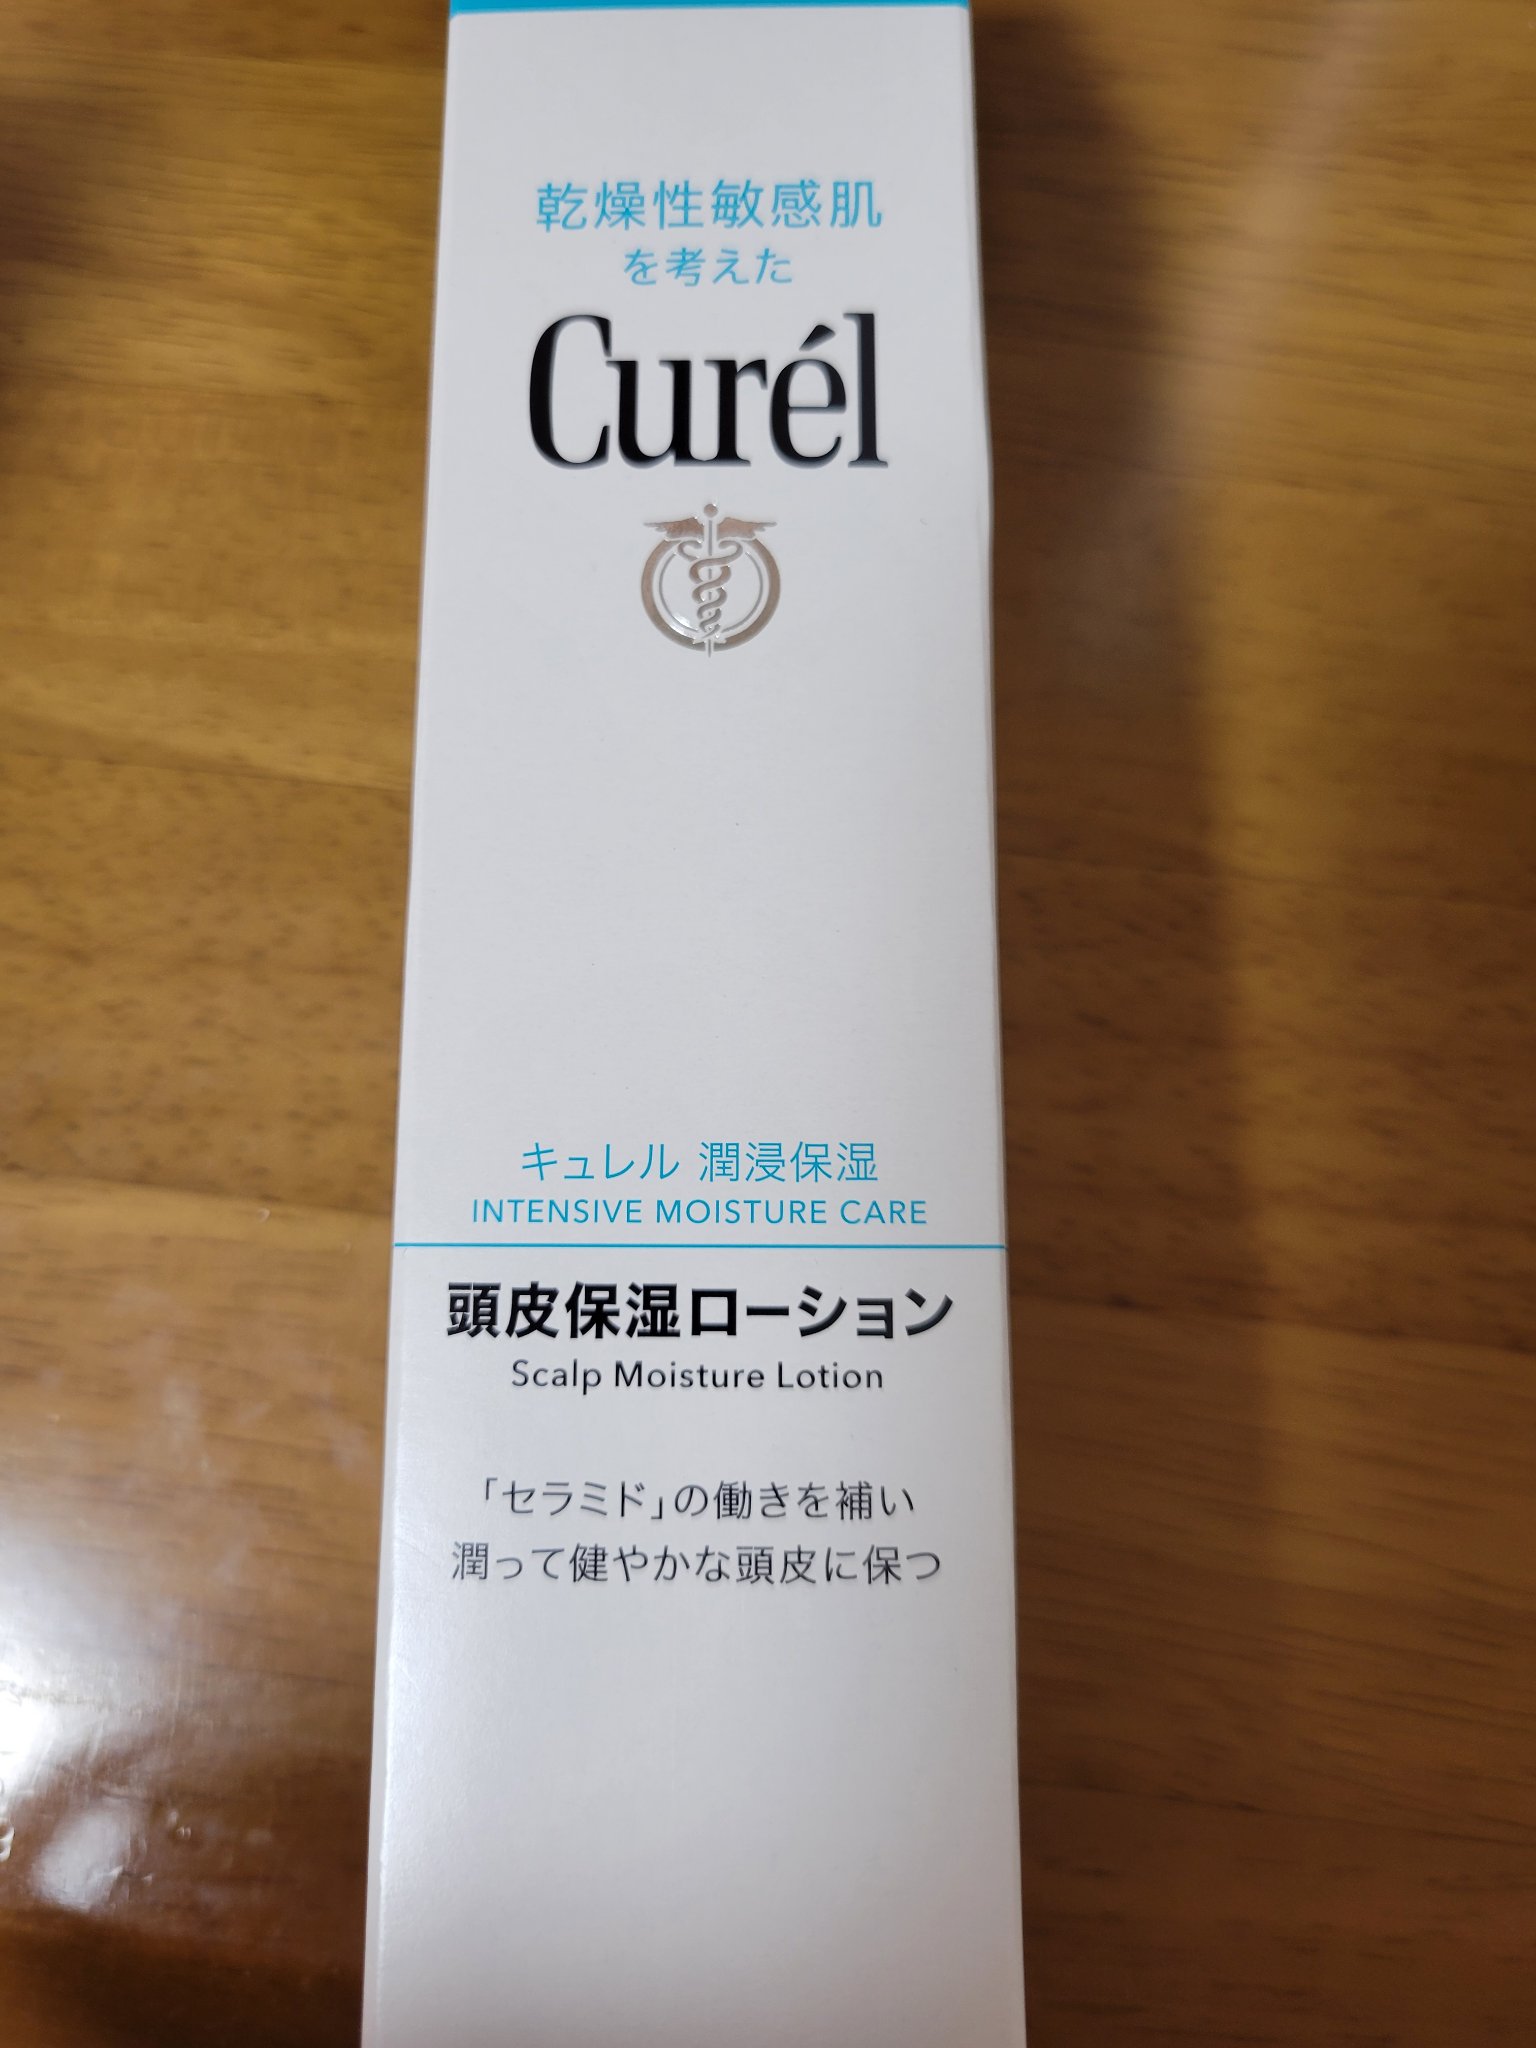 乾燥性敏感肌
を考えた
Curél
キュレル 潤浸保湿
INTENSIVE MOISTURE CARE
頭皮保湿ローション
Scalp Moisture Lotion
「セラミド」の働きを補い
潤って健やかな頭皮に保つ